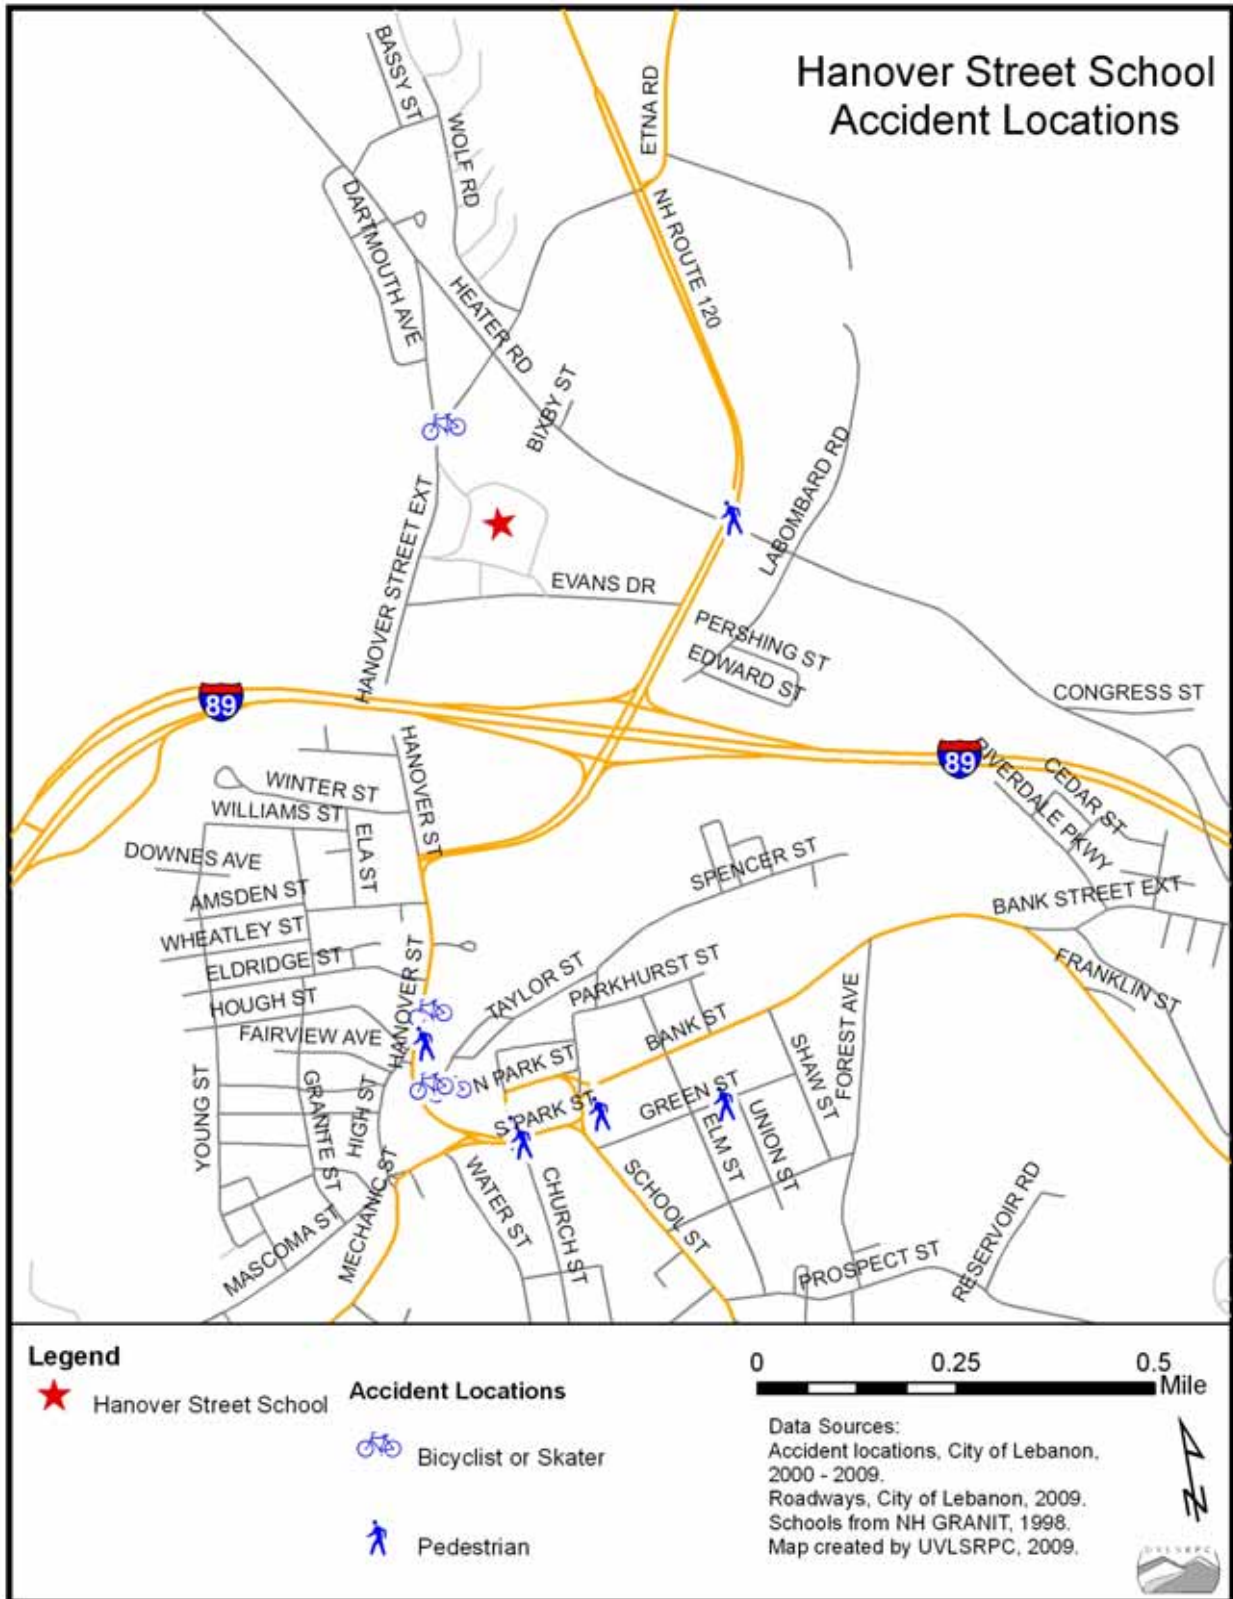 Hanover Street School
Accident Locations
BASSY ST
WOLF RD
ETNA RD
DARTMOUTH AVE
NH ROUTE 120
HEATER RD
BIXBY ST
LABOMBARD RD
HANOVER STREET EXT
EVANS DR
PERSHING ST
EDWARD ST
CONGRESS ST
89
89
HANOVER ST
RIVERDALE PKWY
CEDAR ST
WINTER ST
WILLIAMS ST
ELA ST
DOWNES AVE
SPENCER ST
AMSDEN ST
BANK STREET EXT
WHEATLEY ST
ELDRIDGE ST
HANOVER ST
TAYLOR ST
PARKHURST ST
FRANKLIN ST
HOUGH ST
BANK ST
FOREST AVE
FAIRVIEW AVE
SHAW ST
N PARK ST
YOUNG ST
GRANITE ST
HIGH ST
S PARK ST
GREEN ST
ELM ST
UNION ST
MECHANIC ST
WATER ST
CHURCH ST
SCHOOL ST
RESERVOIR RD
MASCOMA ST
PROSPECT ST
Legend
Hanover Street School
Accident Locations
Bicyclist or Skater
Pedestrian
0 0.25 0.5
Mile
Data Sources:
Accident locations, City of Lebanon,
2000 - 2009.
Roadways, City of Lebanon, 2009.
Schools from NH GRANIT, 1998.
Map created by UVLSRPC, 2009.
N
UVLSRPC